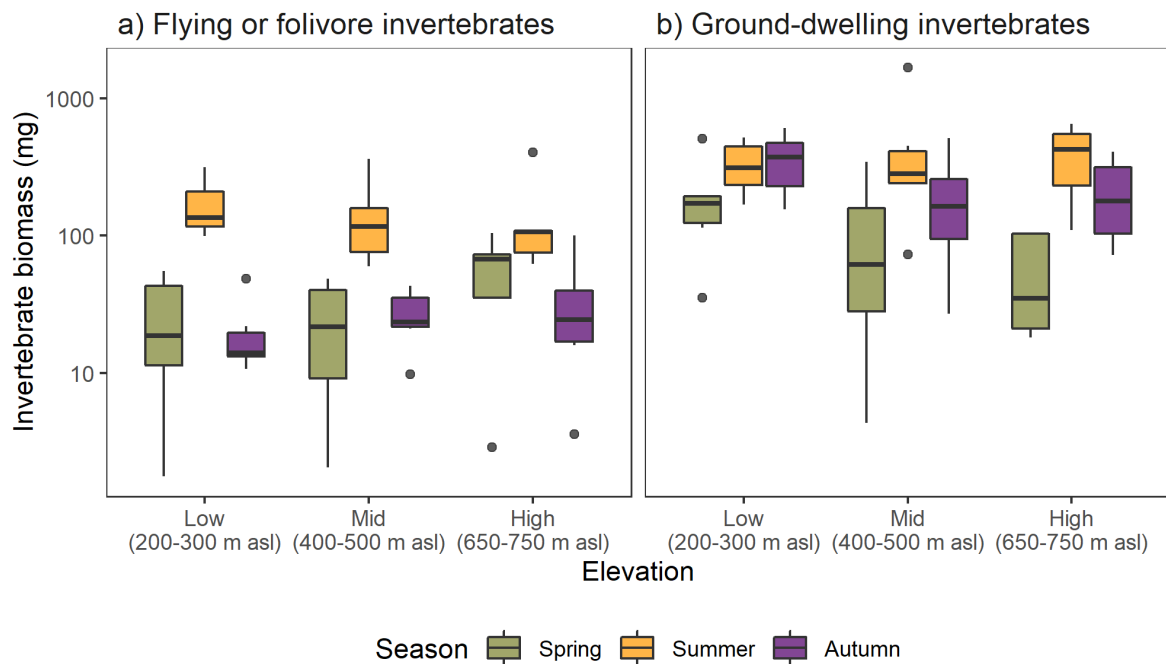 a) Flying or folivore invertebrates
b) Ground-dwelling invertebrates
Invertebrate biomass (mg)
1000
100
10
Low
(200-300 m asl)
Mid
(400-500 m asl)
High
(650-750 m asl)
Low
(200-300 m asl)
Mid
(400-500 m asl)
High
(650-750 m asl)
Elevation
Season Spring Summer Autumn